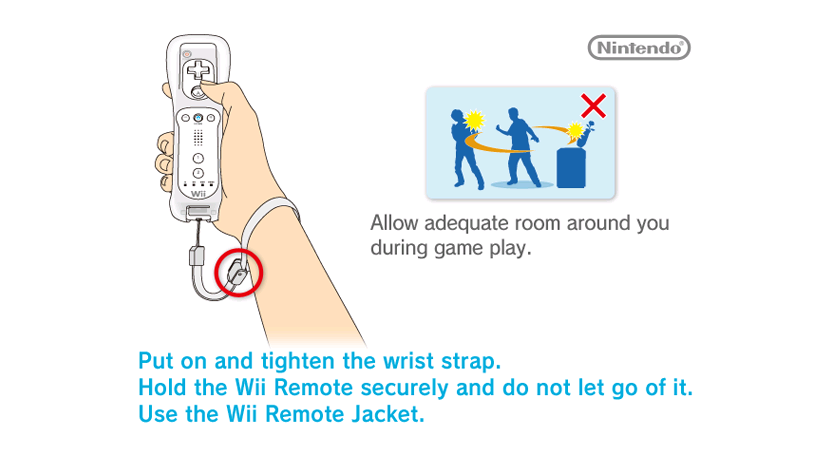 Nintendo®
Allow adequate room around you
during game play.
Wii
Put on and tighten the wrist strap.
Hold the Wii Remote securely and do not let go of it.
Use the Wii Remote Jacket.